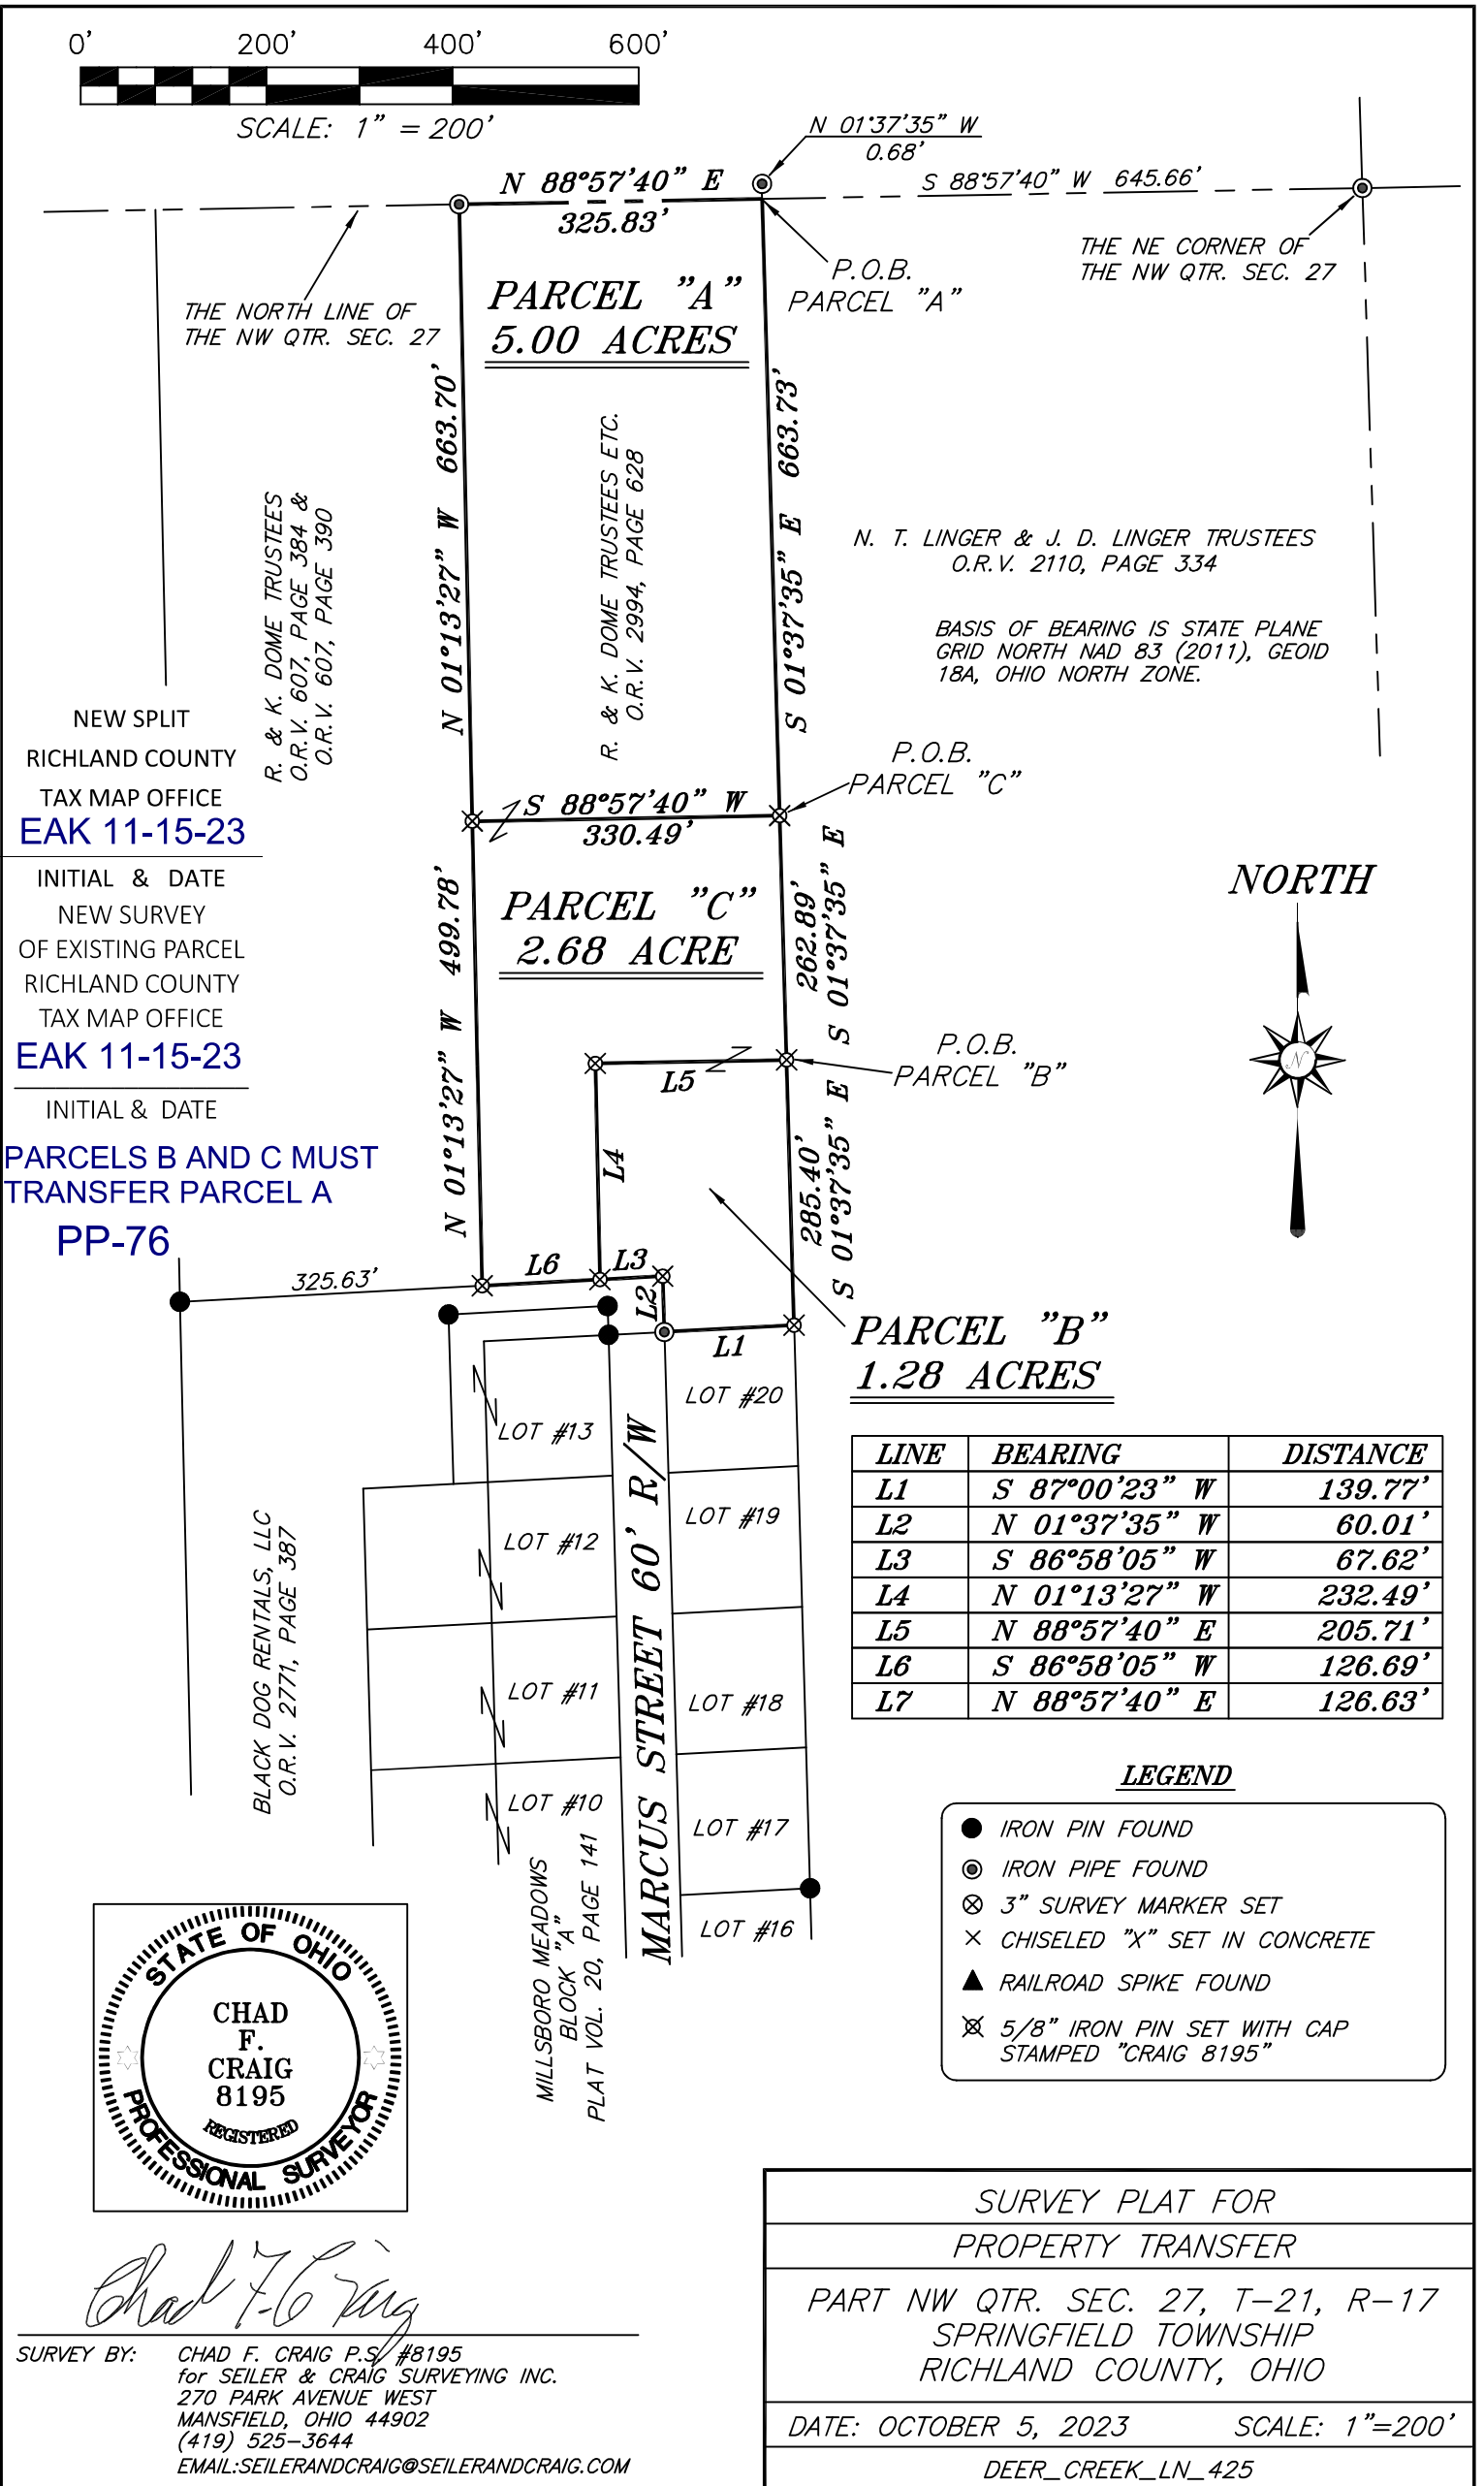 0' 200' 400' 600'
SCALE: 1" = 200'
N 01°37'35" W
0.68'
N 88°57'40" E
325.83'
S 88°57'40" W 645.66'
THE NE CORNER OF
THE NW QTR. SEC. 27
P.O.B.
PARCEL "A"
THE NORTH LINE OF
THE NW QTR. SEC. 27
PARCEL "A"
5.00 ACRES
N 01°13'27" W 663.70'
S 01°37'35" E 663.73'
R. & K. DOME TRUSTEES ETC.
O.R.V. 2994, PAGE 628
R. & K. DOME TRUSTEES
O.R.V. 607, PAGE 384 &
O.R.V. 607, PAGE 390
N. T. LINGER & J. D. LINGER TRUSTEES
O.R.V. 2110, PAGE 334
BASIS OF BEARING IS STATE PLANE
GRID NORTH NAD 83 (2011), GEOID
18A, OHIO NORTH ZONE.
NEW SPLIT
RICHLAND COUNTY
TAX MAP OFFICE
EAK 11-15-23
INITIAL & DATE
NEW SURVEY
OF EXISTING PARCEL
RICHLAND COUNTY
TAX MAP OFFICE
EAK 11-15-23
INITIAL & DATE
PARCELS B AND C MUST
TRANSFER PARCEL A
PP-76
P.O.B.
PARCEL "C"
S 88°57'40" W
330.49'
PARCEL "C"
2.68 ACRE
N 01°13'27" W 499.78'
262.89'
S 01°37'35" E
NORTH
N
P.O.B.
PARCEL "B"
L5
L4
285.40'
S 01°37'35" E
325.63'
L6
L3
L2
L1
PARCEL "B"
1.28 ACRES
LOT #20
LOT #13
LOT #19
LOT #12
LOT #11
LOT #18
LOT #10
LOT #17
LOT #16
MARCUS STREET 60' R/W
BLACK DOG RENTALS, LLC
O.R.V. 2771, PAGE 387
MILLSBORO MEADOWS
BLOCK "A"
PLAT VOL. 20, PAGE 141
LINE BEARING DISTANCE
L1 S 87°00'23" W 139.77'
L2 N 01°37'35" W 60.01'
L3 S 86°58'05" W 67.62'
L4 N 01°13'27" W 232.49'
L5 N 88°57'40" E 205.71'
L6 S 86°58'05" W 126.69'
L7 N 88°57'40" E 126.63'
LEGEND
IRON PIN FOUND
IRON PIPE FOUND
3" SURVEY MARKER SET
CHISELED "X" SET IN CONCRETE
RAILROAD SPIKE FOUND
5/8" IRON PIN SET WITH CAP
STAMPED "CRAIG 8195"
STATE OF OHIO
CHAD
F.
CRAIG
8195
REGISTERED
PROFESSIONAL SURVEYOR
Chad F. Craig
SURVEY BY: CHAD F. CRAIG P.S. #8195
for SEILER & CRAIG SURVEYING INC.
270 PARK AVENUE WEST
MANSFIELD, OHIO 44902
(419) 525-3644
EMAIL:SEILERANDCRAIG@SEILERANDCRAIG.COM
SURVEY PLAT FOR
PROPERTY TRANSFER
PART NW QTR. SEC. 27, T-21, R-17
SPRINGFIELD TOWNSHIP
RICHLAND COUNTY, OHIO
DATE: OCTOBER 5, 2023 SCALE: 1"=200'
DEER_CREEK_LN_425